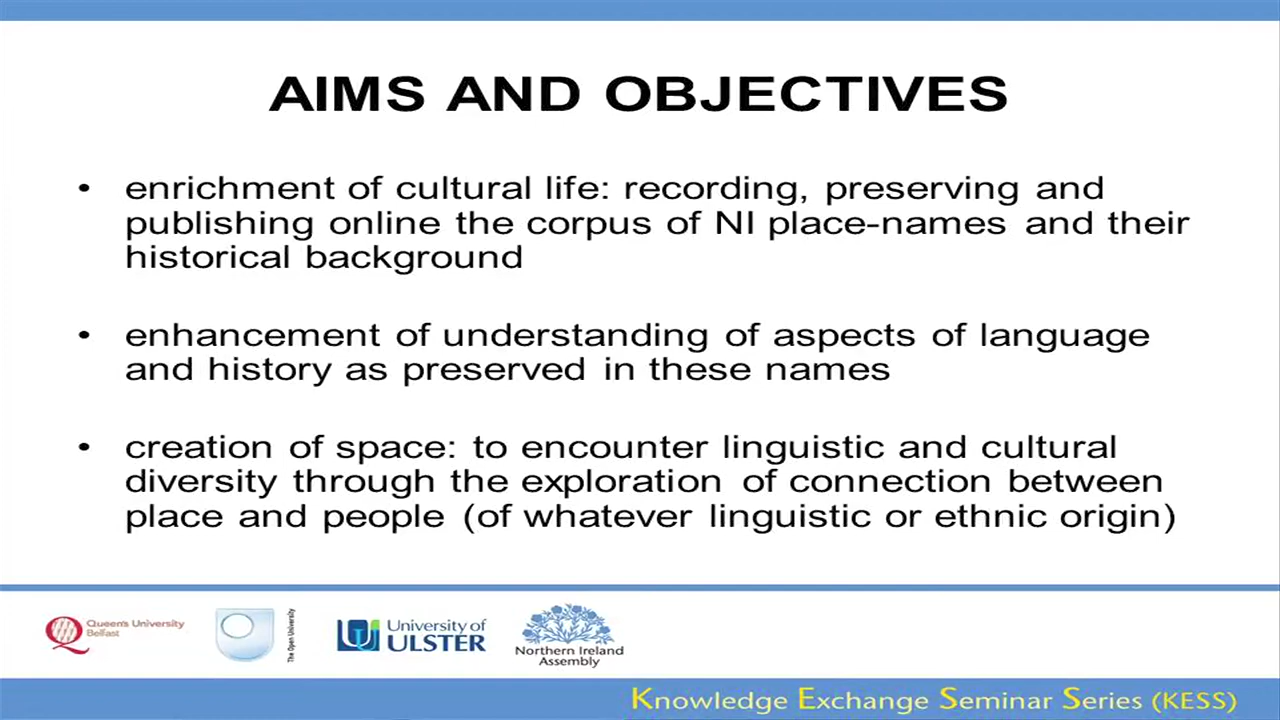 AIMS AND OBJECTIVES
• enrichment of cultural life: recording, preserving and
publishing online the corpus of NI place-names and their
historical background
• enhancement of understanding of aspects of language
and history as preserved in these names
• creation of space: to encounter linguistic and cultural
diversity through the exploration of connection between
place and people (of whatever linguistic or ethnic origin)
Queen's University
Belfast
The Open University
University of
ULSTER
Northern Ireland
Assembly
Knowledge Exchange Seminar Series (KESS)